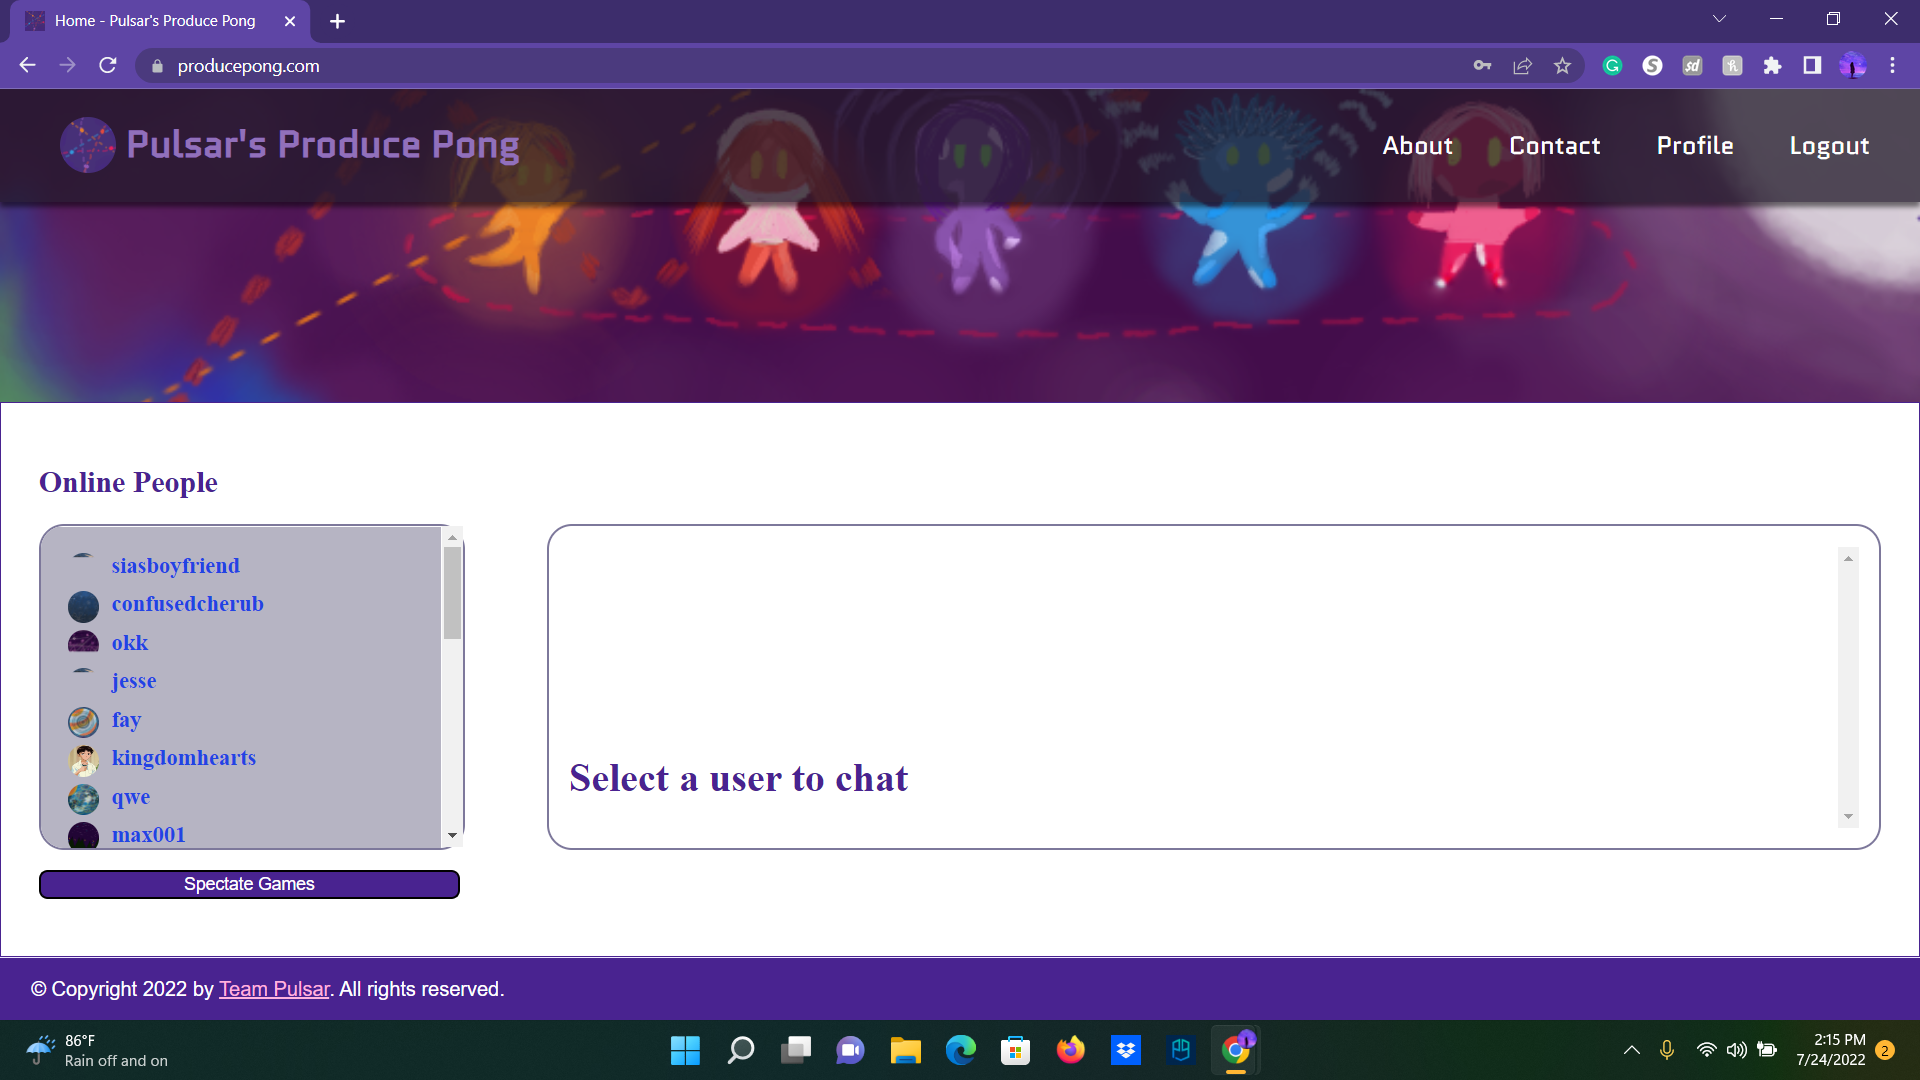 Home - Pulsar's Produce Pong
producepong.com
Pulsar's Produce Pong
About Contact Profile Logout
Online People
siasboyfriend
confusedcherub
okk
jesse
fay
kingdomhearts
qwe
max001
Select a user to chat
Spectate Games
© Copyright 2022 by Team Pulsar. All rights reserved.
86°F
Rain off and on
2:15 PM
7/24/2022
2